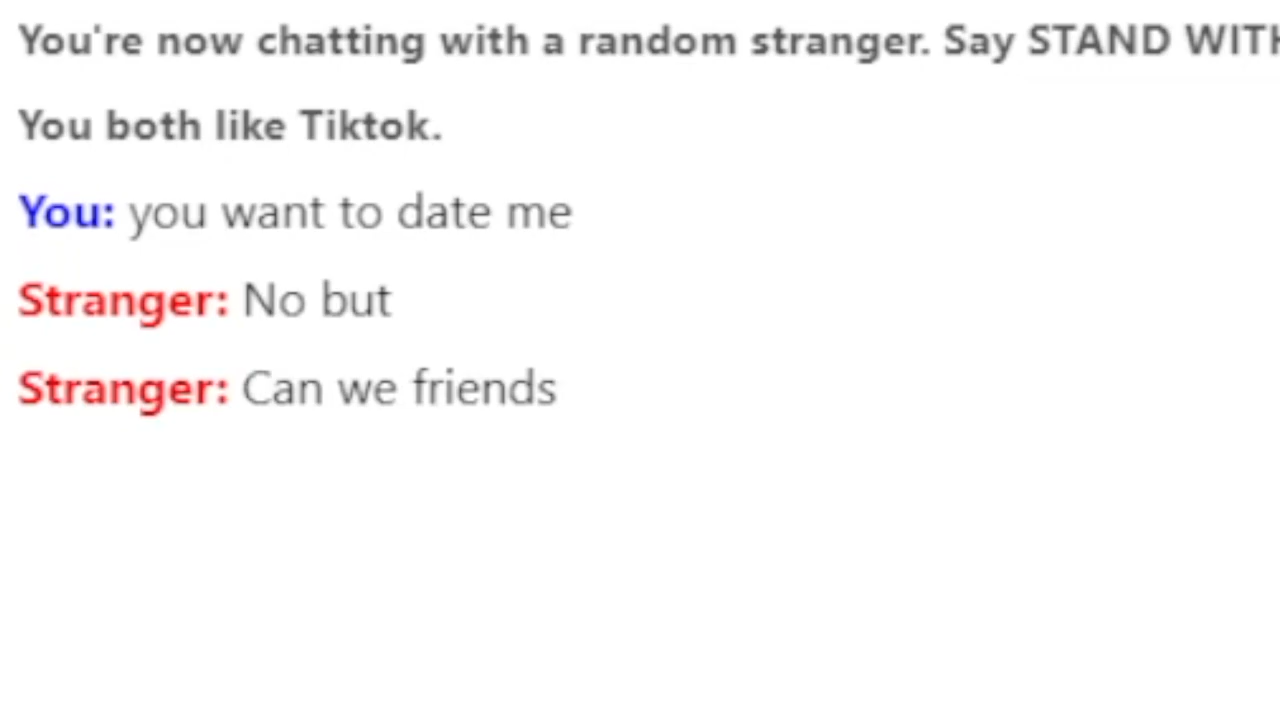 You're now chatting with a random stranger. Say STAND WITH
You both like Tiktok.
You: you want to date me
Stranger: No but
Stranger: Can we friends